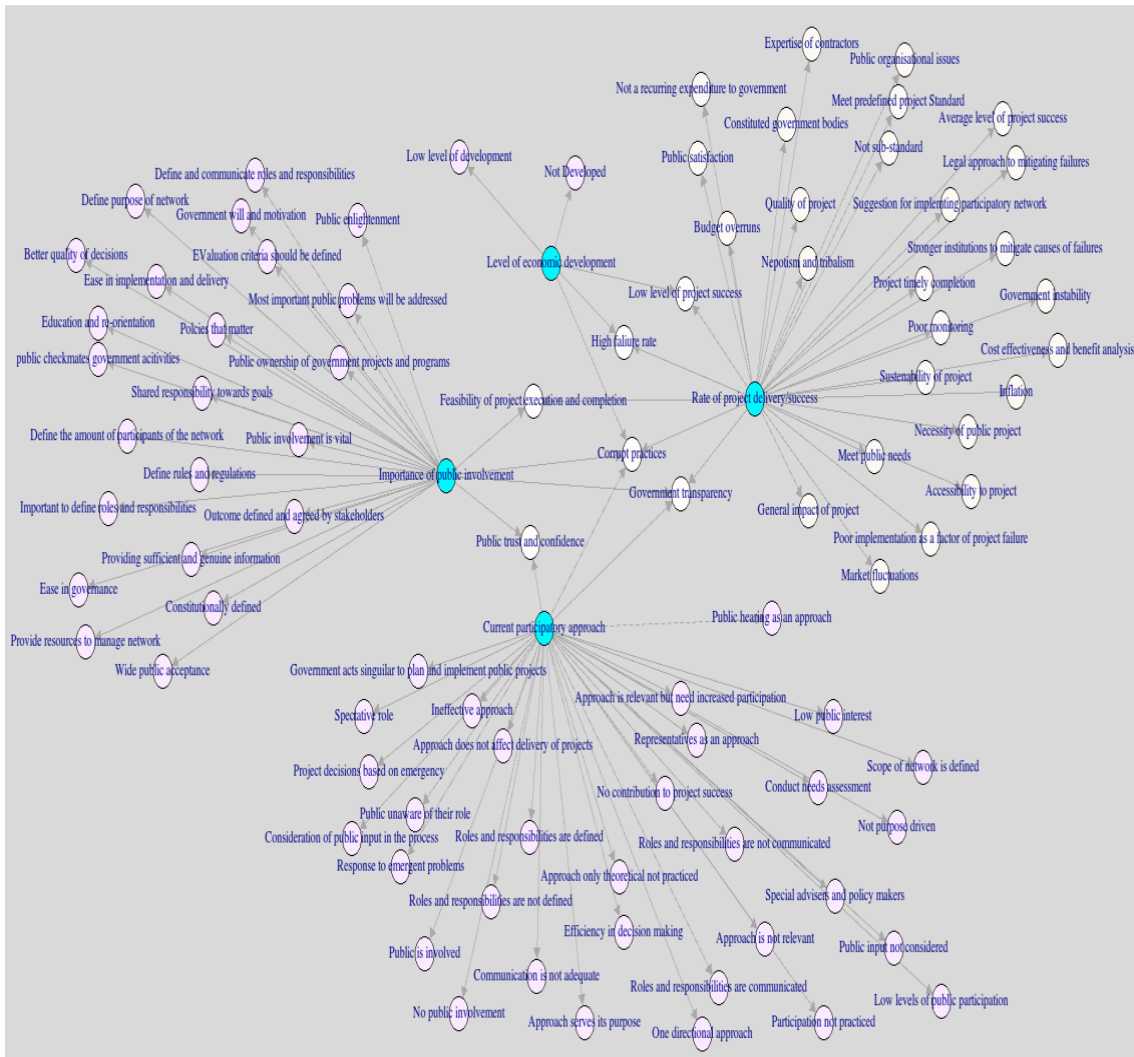 Expertise of contractors
Public organisational issues
Not a recurring expenditure to government
Meet predefined project Standard
Average level of project success
Constituted government bodies
Not sub-standard
Low level of development
Public satisfaction
Legal approach to mitigating failures
Not Developed
Define and communicate roles and responsibilities
Define purpose of network
Quality of project
Suggestion for implemting participatory network
Government will and motivation
Public enlightenment
Budget overruns
Stronger institutions to mitigate causes of failures
Better quality of decisions
EValuation criteria should be defined
Level of economic development
Nepotism and tribalism
Ease in implementation and delivery
Project timely completion
Low level of project success
Government instability
Most important public problems will be addressed
Education and re-orientation
Polcies that matter
Poor monitoring
High faliure rate
Cost effectiveness and benefit analysis
public checkmates government acitivities
Public ownership of government projects and programs
Sustenability of project
Shared responsibility towards goals
Feasibility of project execution and completion
Rate of project delivery/success
Inflation
Define the amount of participants of the network
Public involvement is vital
Necessity of public project
Corrupt practices
Meet public needs
Define rules and regulations
Importance of public involvement
Government transparency
Accessibility to project
Important to define roles and responsibilities
Outcome defined and agreed by stakeholders
General impact of project
Public trust and confidence
Poor implementation as a factor of project failure
Providing sufficient and genuine information
Market fluctuations
Ease in governance
Constitutionally defined
Public hearing as an approach
Current participatory approach
Provide resources to manage network
Wide public acceptance
Government acts singuilar to plan and implement public projects
Approach is relevant but need increased participation
Spectative role
Ineffective approach
Low public interest
Approach does not affect delivery of projects
Representatives as an approach
Scope of network is defined
Project decisions based on emergency
No contribution to project success
Conduct needs assessment
Public unaware of their role
Not purpose driven
Consideration of public input in the process
Roles and responsibilities are defined
Roles and responsibilities are not communicated
Response to emergent problems
Approach only theoretical not practiced
Roles and responsibilities are not defined
Special advisers and policy makers
Efficiency in decision making
Approach is not relevant
Public input not considered
Public is involved
Communication is not adequate
Roles and responsibilities are communicated
Low levels of public participation
No public involvement
Approach serves its purpose
One directional approach
Participation not practiced